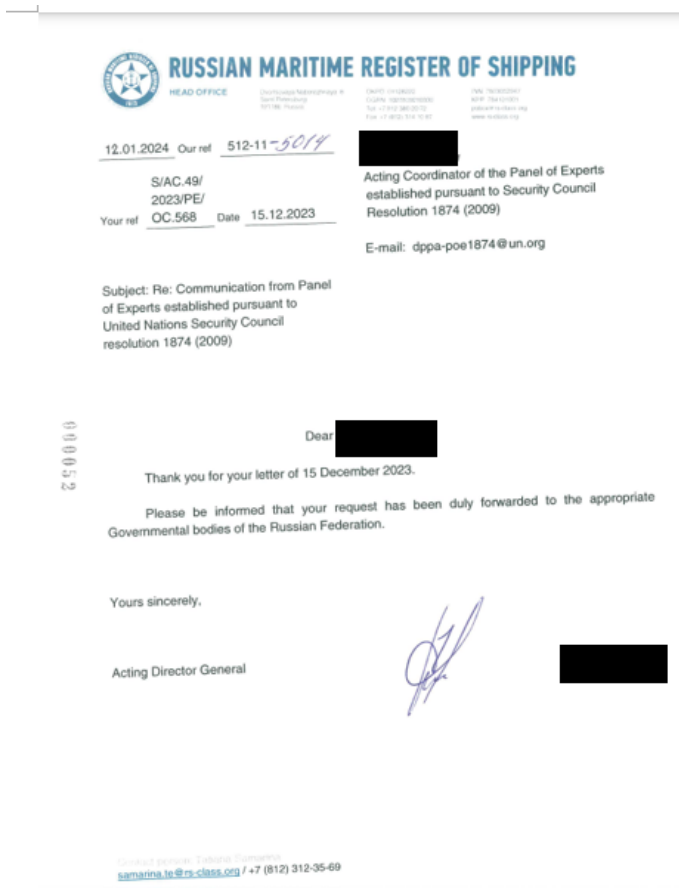 RUSSIAN MARITIME REGISTER OF SHIPPING
HEAD OFFICE
12.01.2024 Our ref 512-11-5014
S/AC.49/
2023/PE/
Your ref OC.568 Date 15.12.2023
Acting Coordinator of the Panel of Experts
established pursuant to Security Council
Resolution 1874 (2009)
E-mail: dppa-poe1874@un.org
Subject: Re: Communication from Panel
of Experts established pursuant to
United Nations Security Council
resolution 1874 (2009)
000052
Dear
Thank you for your letter of 15 December 2023.
Please be informed that your request has been duly forwarded to the appropriate
Governmental bodies of the Russian Federation.
Yours sincerely,
Acting Director General
samarina.te@rs-class.org / +7 (812) 312-35-69